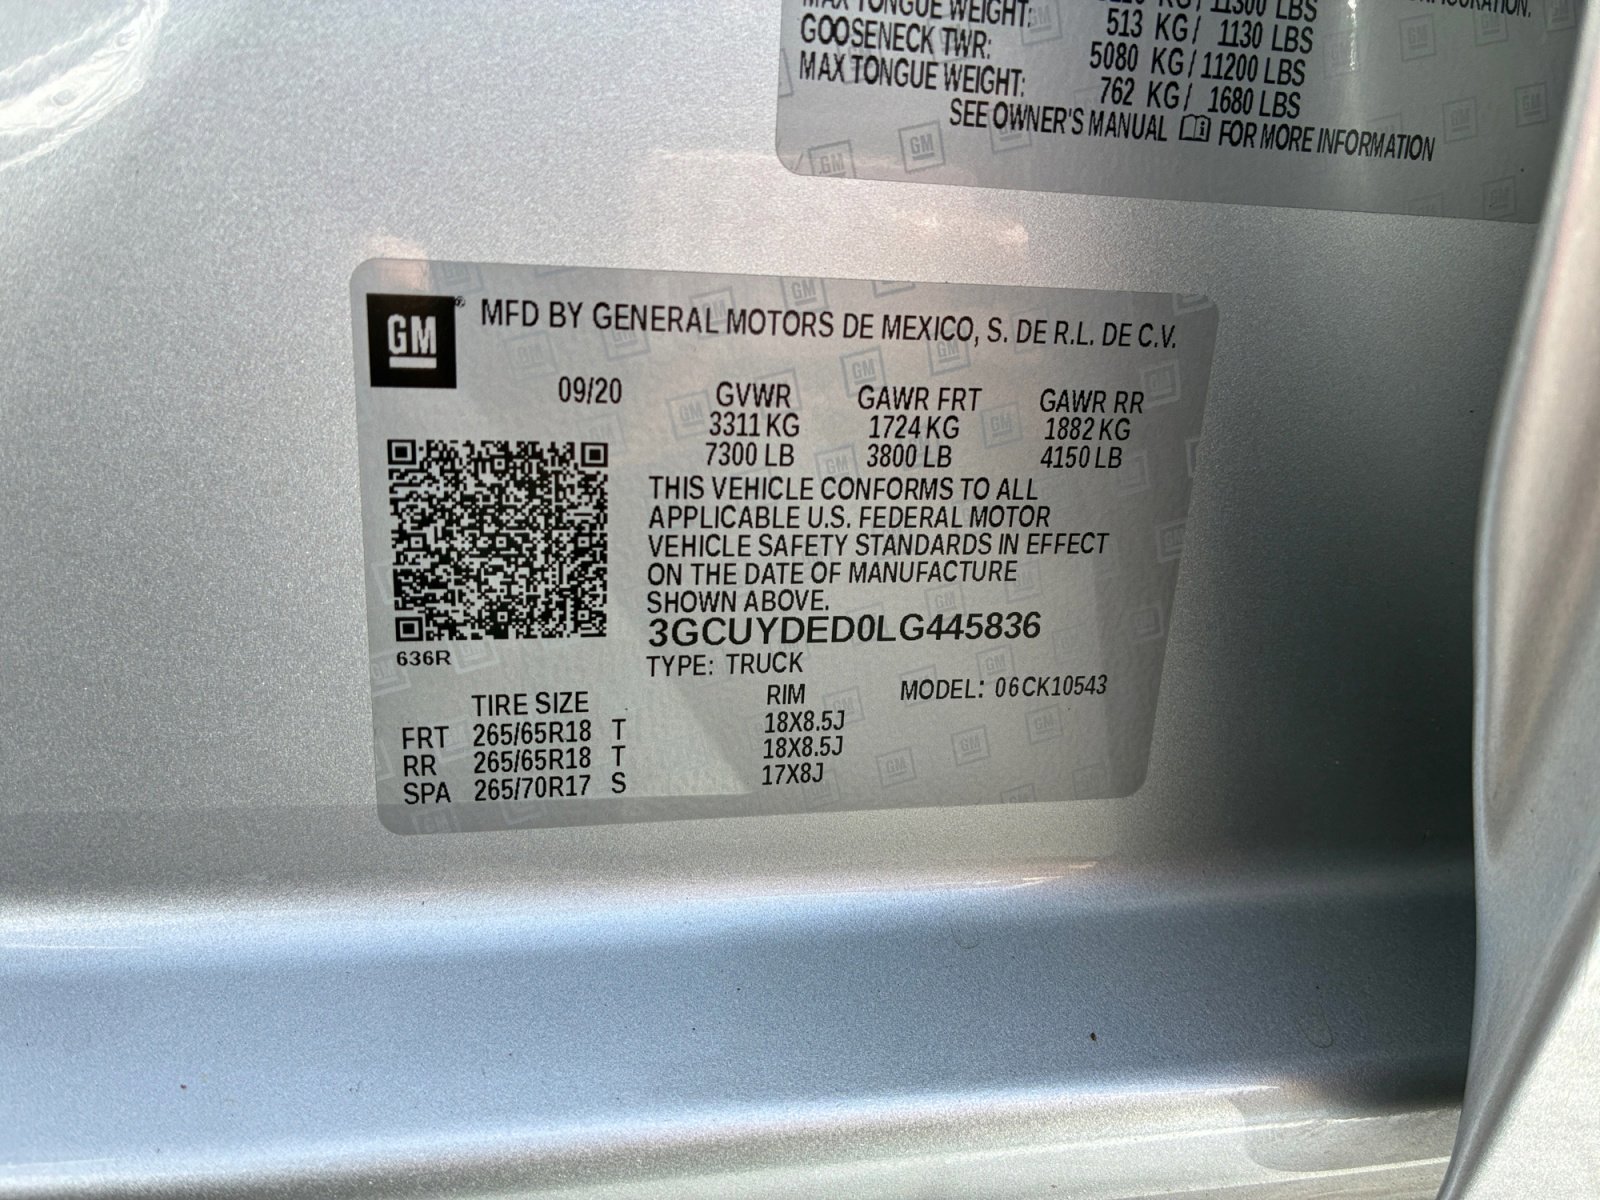 MAX TONGUE WEIGHT: 513 KG/ 1130 LBS
GOOSENECK TWR: 5080 KG/11200 LBS
MAX TONGUE WEIGHT: 762 KG/ 1680 LBS
SEE OWNER'S MANUAL FOR MORE INFORMATION
GM® MFD BY GENERAL MOTORS DE MEXICO, S. DE R.L. DE C.V.
09/20 GVWR GAWR FRT GAWR RR
3311 KG 1724 KG 1882 KG
7300 LB 3800 LB 4150 LB
THIS VEHICLE CONFORMS TO ALL
APPLICABLE U.S. FEDERAL MOTOR
VEHICLE SAFETY STANDARDS IN EFFECT
ON THE DATE OF MANUFACTURE
SHOWN ABOVE.
3GCUYDED0LG445836
636R
TYPE: TRUCK
TIRE SIZE RIM MODEL: 06CK10543
FRT 265/65R18 T 18X8.5J
RR 265/65R18 T 18X8.5J
SPA 265/70R17 S 17X8J